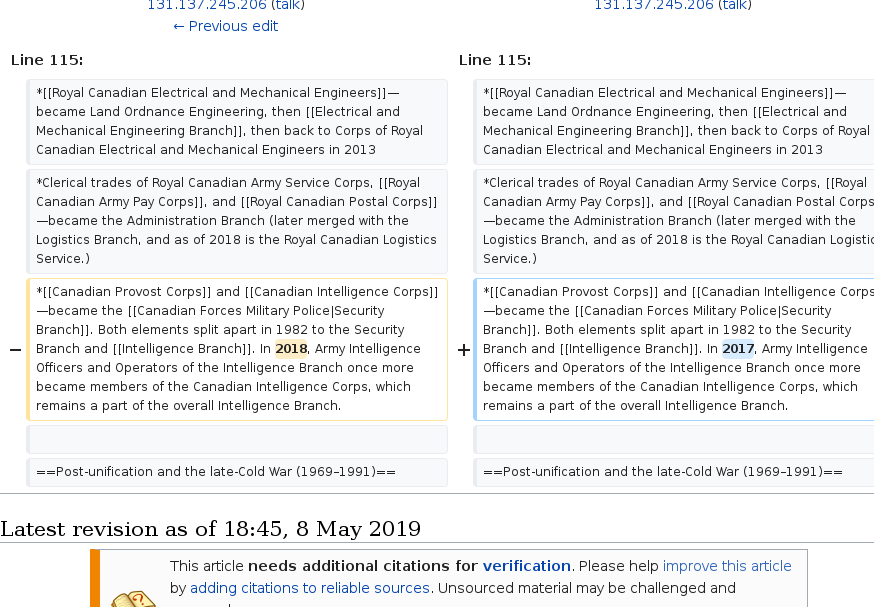 131.137.245.206 (talk)
← Previous edit
Line 115:
*[[Royal Canadian Electrical and Mechanical Engineers]]—
became Land Ordnance Engineering, then [[Electrical and
Mechanical Engineering Branch]], then back to Corps of Royal
Canadian Electrical and Mechanical Engineers in 2013
*Clerical trades of Royal Canadian Army Service Corps, [[Royal
Canadian Army Pay Corps]], and [[Royal Canadian Postal Corps]]
—became the Administration Branch (later merged with the
Logistics Branch, and as of 2018 is the Royal Canadian Logistics
Service.)
*[[Canadian Provost Corps]] and [[Canadian Intelligence Corps]]
—became the [[Canadian Forces Military Police|Security
Branch]]. Both elements split apart in 1982 to the Security
− Branch and [[Intelligence Branch]]. In 2018, Army Intelligence
Officers and Operators of the Intelligence Branch once more
became members of the Canadian Intelligence Corps, which
remains a part of the overall Intelligence Branch.
==Post-unification and the late-Cold War (1969–1991)==
131.137.245.206 (talk)
Line 115:
*[[Royal Canadian Electrical and Mechanical Engineers]]—
became Land Ordnance Engineering, then [[Electrical and
Mechanical Engineering Branch]], then back to Corps of Royal
Canadian Electrical and Mechanical Engineers in 2013
*Clerical trades of Royal Canadian Army Service Corps, [[Royal
Canadian Army Pay Corps]], and [[Royal Canadian Postal Corps
—became the Administration Branch (later merged with the
Logistics Branch, and as of 2018 is the Royal Canadian Logistic
Service.)
*[[Canadian Provost Corps]] and [[Canadian Intelligence Corps
—became the [[Canadian Forces Military Police|Security
Branch]]. Both elements split apart in 1982 to the Security
+ Branch and [[Intelligence Branch]]. In 2017, Army Intelligence
Officers and Operators of the Intelligence Branch once more
became members of the Canadian Intelligence Corps, which
remains a part of the overall Intelligence Branch.
==Post-unification and the late-Cold War (1969–1991)==
Latest revision as of 18:45, 8 May 2019
This article needs additional citations for verification. Please help improve this article
by adding citations to reliable sources. Unsourced material may be challenged and